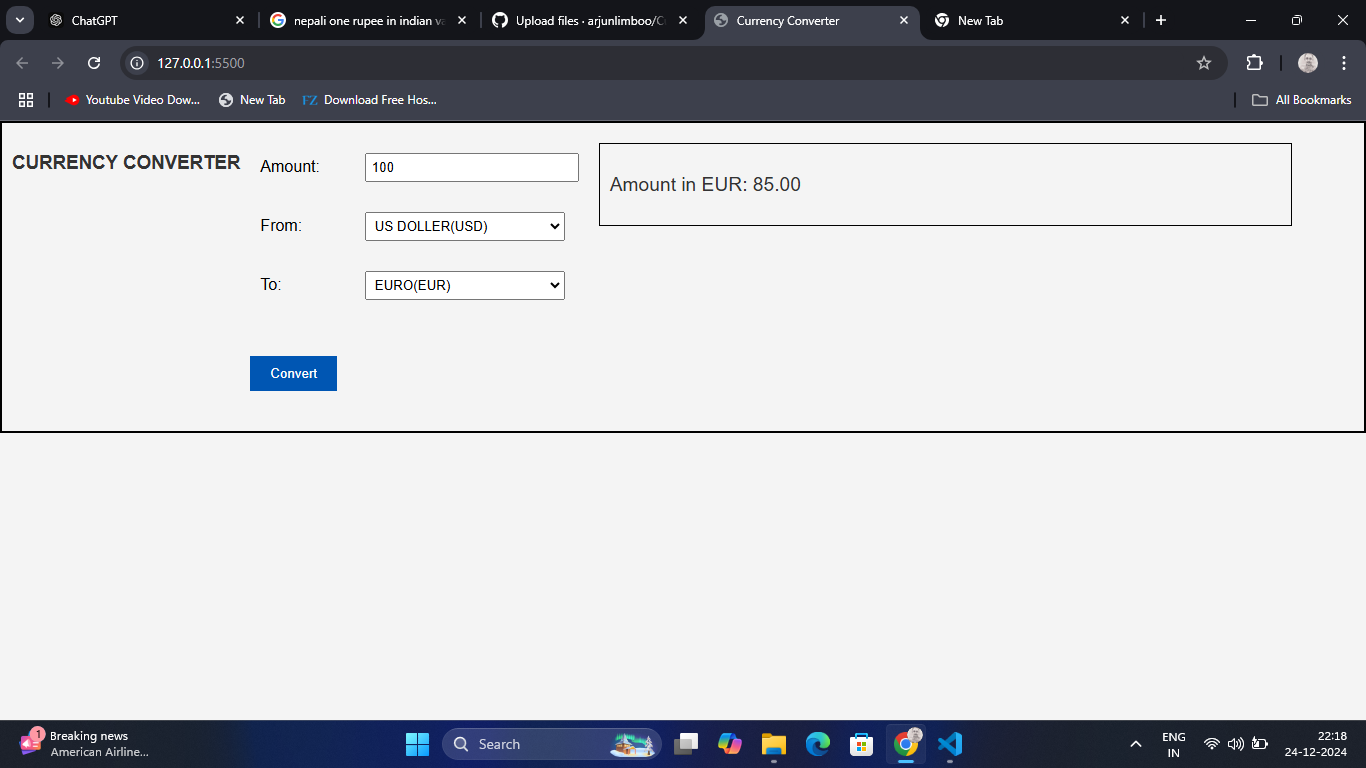 ChatGPT
nepali one rupee in indian va
Upload files · arjunlimboo/C
Currency Converter
New Tab
127.0.0.1:5500
Youtube Video Dow...
New Tab
FZ
Download Free Hos...
All Bookmarks
CURRENCY CONVERTER
Amount:
100
Amount in EUR: 85.00
From:
US DOLLER(USD)
To:
EURO(EUR)
Convert
1
Breaking news
American Airline...
Search
ENG
IN
22:18
24-12-2024